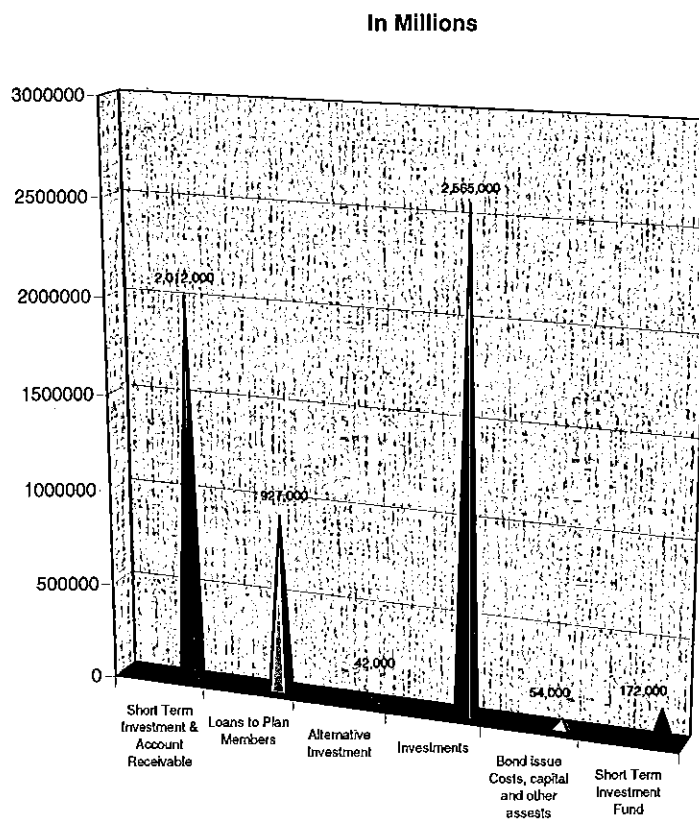 In Millions
3000000
2500000
2000000
1500000
1000000
500000
0
2,012,000
927,000
42,000
2,565,000
54,000
172,000
Short Term
Investment &
Account
Receivable
Loans to Plan
Members
Alternative
Investment
Investments
Bond issue
Costs, capital
and other
assests
Short Term
Investment
Fund